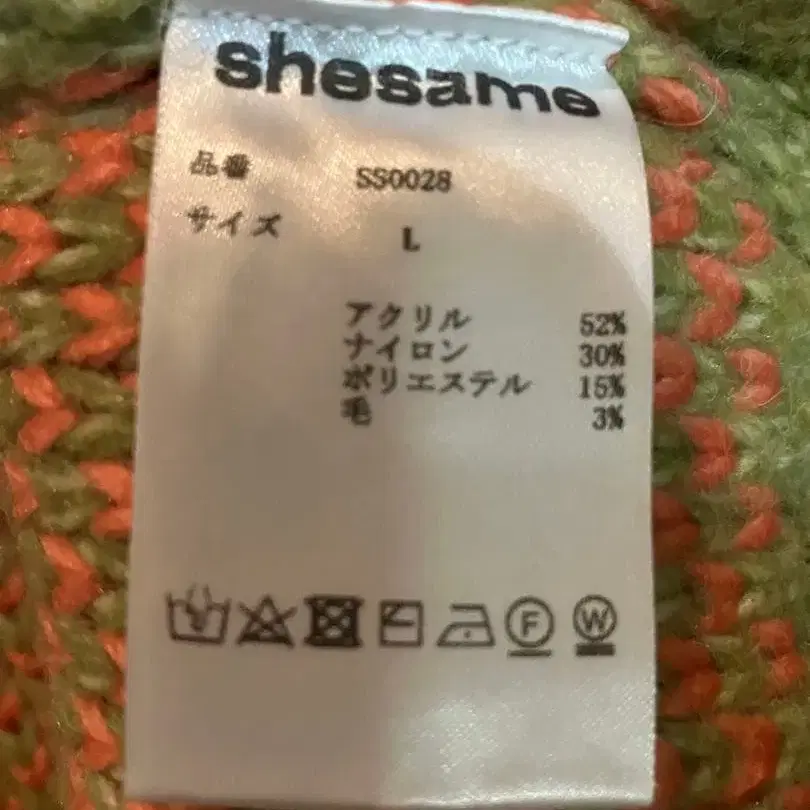 shesame
品番 SS0028
サイズ L
アクリル 52%
ナイロン 30%
ポリエステル 15%
毛 3%
F W